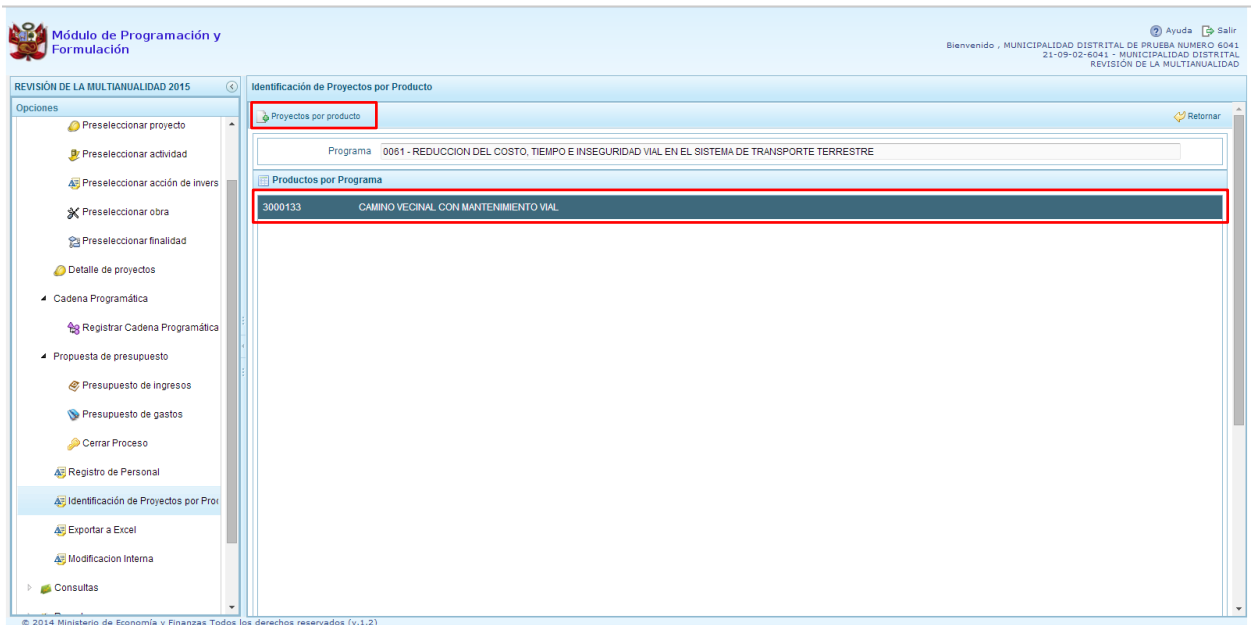 Módulo de Programación y
Formulación
Ayuda Salir
Bienvenido , MUNICIPALIDAD DISTRITAL DE PRUEBA NUMERO 6041
21-09-02-6041 - MUNICIPALIDAD DISTRITAL
REVISIÓN DE LA MULTIANUALIDAD
REVISIÓN DE LA MULTIANUALIDAD 2015
Opciones
Preseleccionar proyecto
Preseleccionar actividad
Preseleccionar acción de invers
Preseleccionar obra
Preseleccionar finalidad
Detalle de proyectos
Cadena Programática
Registrar Cadena Programática
Propuesta de presupuesto
Presupuesto de ingresos
Presupuesto de gastos
Cerrar Proceso
Registro de Personal
Identificación de Proyectos por Pro
Exportar a Excel
Modificacion Interna
Consultas
Identificación de Proyectos por Producto
Proyectos por producto
Retornar
Programa 0061 - REDUCCION DEL COSTO, TIEMPO E INSEGURIDAD VIAL EN EL SISTEMA DE TRANSPORTE TERRESTRE
Productos por Programa
3000133 CAMINO VECINAL CON MANTENIMIENTO VIAL
© 2014 Ministerio de Economía y Finanzas Todos los derechos reservados (v.1.2)